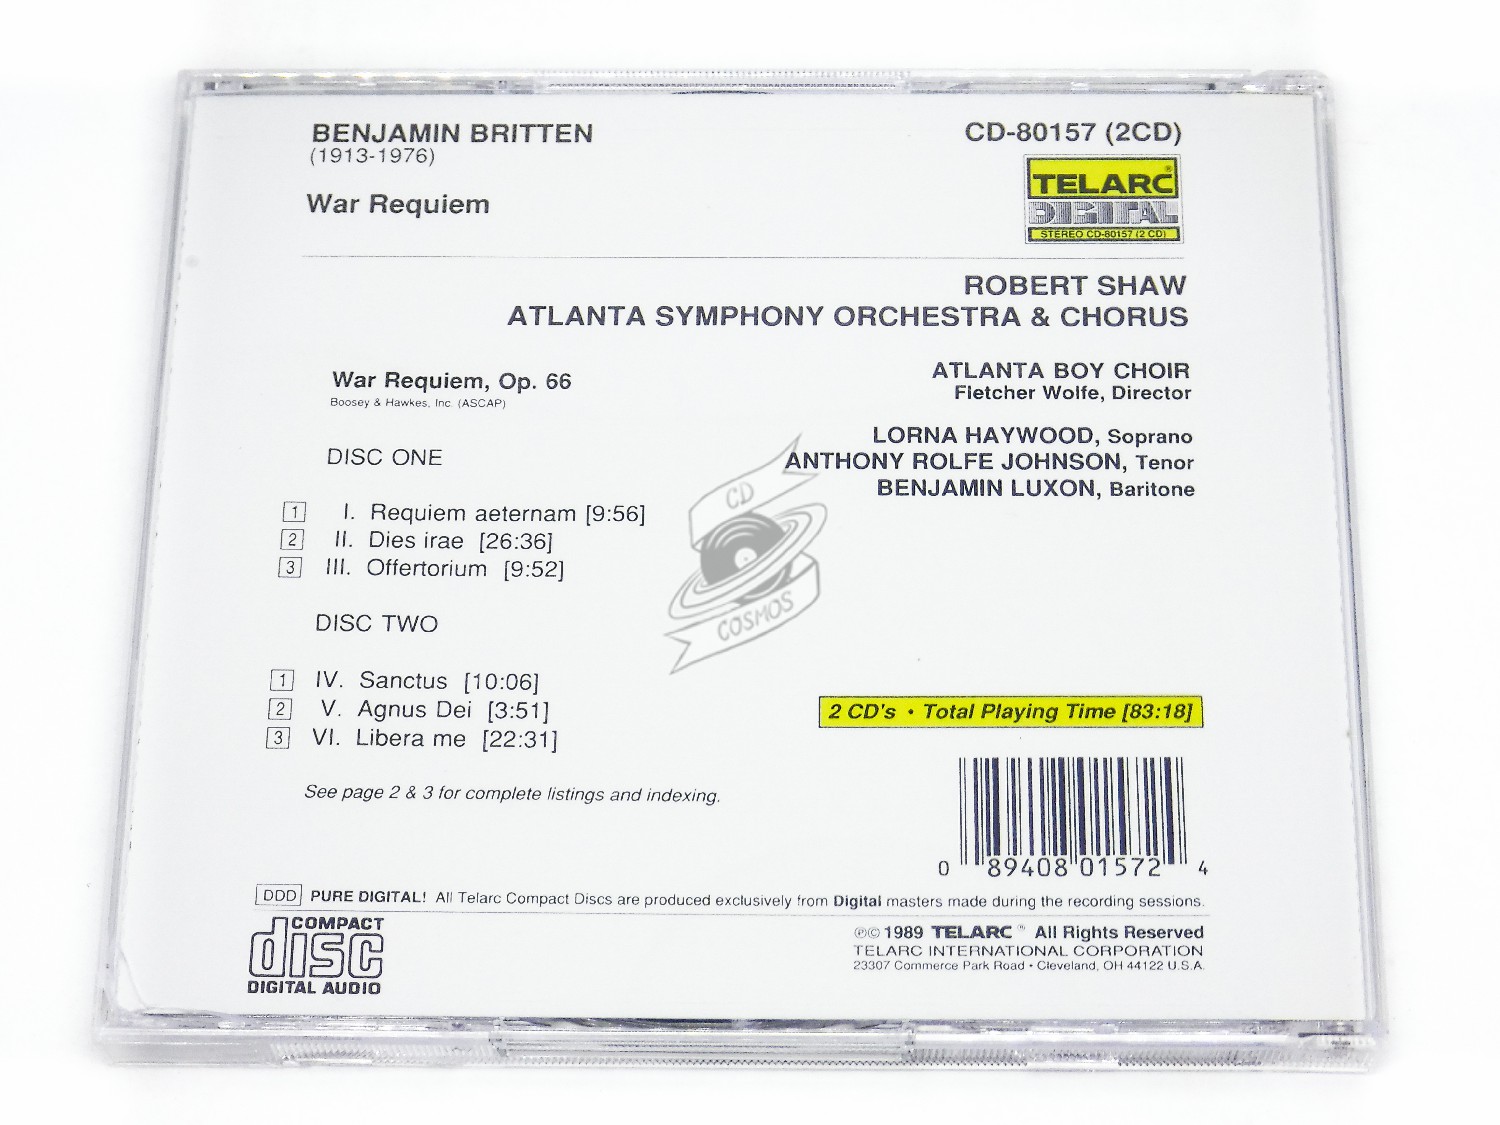 BENJAMIN BRITTEN
(1913-1976)
War Requiem
CD-80157 (2CD)
TELARC®
DIGITAL
STEREO CD-80157 (2 CD)
ROBERT SHAW
ATLANTA SYMPHONY ORCHESTRA & CHORUS
War Requiem, Op. 66
Boosey & Hawkes, Inc. (ASCAP)
ATLANTA BOY CHOIR
Fletcher Wolfe, Director
LORNA HAYWOOD, Soprano
ANTHONY ROLFE JOHNSON, Tenor
BENJAMIN LUXON, Baritone
DISC ONE
1 I. Requiem aeternam [9:56]
2 II. Dies irae [26:36]
3 III. Offertorium [9:52]
DISC TWO
1 IV. Sanctus [10:06]
2 V. Agnus Dei [3:51]
3 VI. Libera me [22:31]
CD
COSMOS
2 CD's • Total Playing Time [83:18]
See page 2 & 3 for complete listings and indexing.
0 89408 01572 4
DDD PURE DIGITAL! All Telarc Compact Discs are produced exclusively from Digital masters made during the recording sessions.
COMPACT
disc
DIGITAL AUDIO
℗© 1989 TELARC® All Rights Reserved
TELARC INTERNATIONAL CORPORATION
23307 Commerce Park Road • Cleveland, OH 44122 U.S.A.